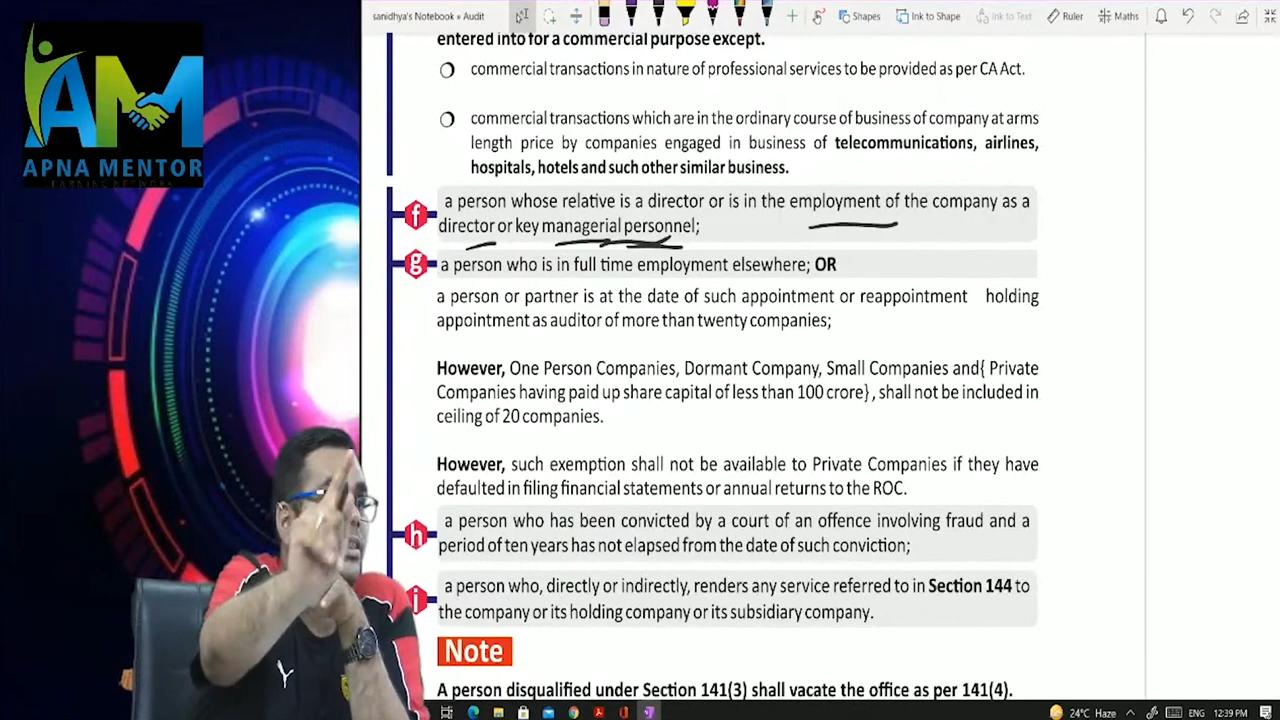 sanidhya's Notebook » Audit
Shapes
Ink to Shape
Ink to Text
Ruler
Maths
AM
APNA MENTOR
entered into for a commercial purpose except.
commercial transactions in nature of professional services to be provided as per CA Act.
commercial transactions which are in the ordinary course of business of company at arms
length price by companies engaged in business of telecommunications, airlines,
hospitals, hotels and such other similar business.
f a person whose relative is a director or is in the employment of the company as a
director or key managerial personnel;
g a person who is in full time employment elsewhere; OR
a person or partner is at the date of such appointment or reappointment holding
appointment as auditor of more than twenty companies;
However, One Person Companies, Dormant Company, Small Companies and{ Private
Companies having paid up share capital of less than 100 crore} , shall not be included in
ceiling of 20 companies.
However, such exemption shall not be available to Private Companies if they have
defaulted in filing financial statements or annual returns to the ROC.
h a person who has been convicted by a court of an offence involving fraud and a
period of ten years has not elapsed from the date of such conviction;
i a person who, directly or indirectly, renders any service referred to in Section 144 to
the company or its holding company or its subsidiary company.
Note
A person disqualified under Section 141(3) shall vacate the office as per 141(4).
24°C Haze
ENG
12:39 PM